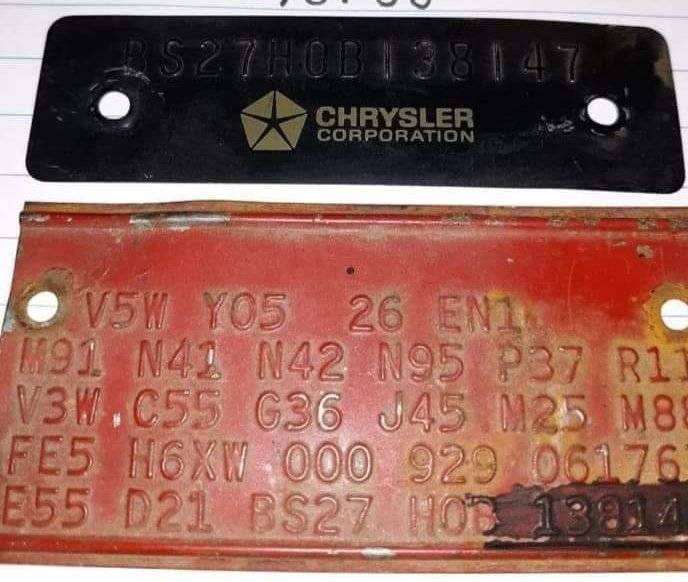 BS27H0B138147
CHRYSLER
CORPORATION
V5W Y05 26 EN1
M91 N41 N42 N95 P37 R11
V3W C55 G36 J45 M25 M88
FE5 H6XW 000 929 061767
E55 D21 BS27 H0B 13814